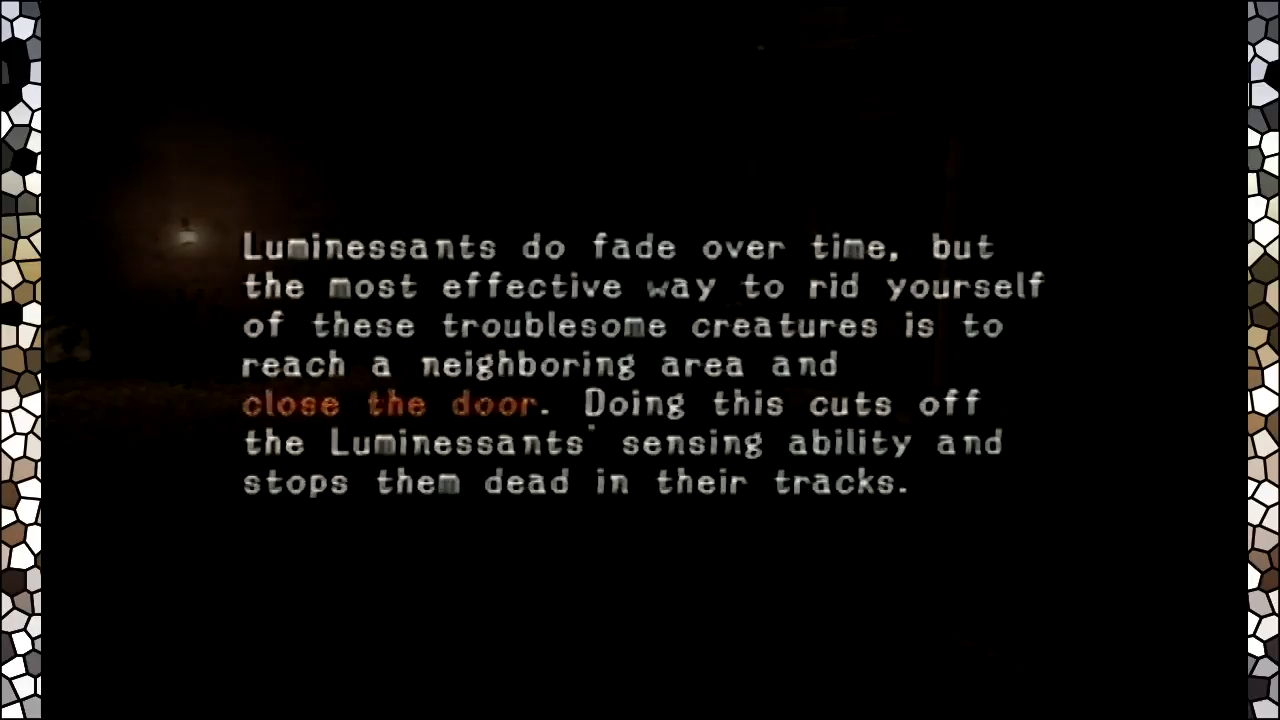 Luminessants do fade over time, but
the most effective way to rid yourself
of these troublesome creatures is to
reach a neighboring area and
close the door. Doing this cuts off
the Luminessants' sensing ability and
stops them dead in their tracks.